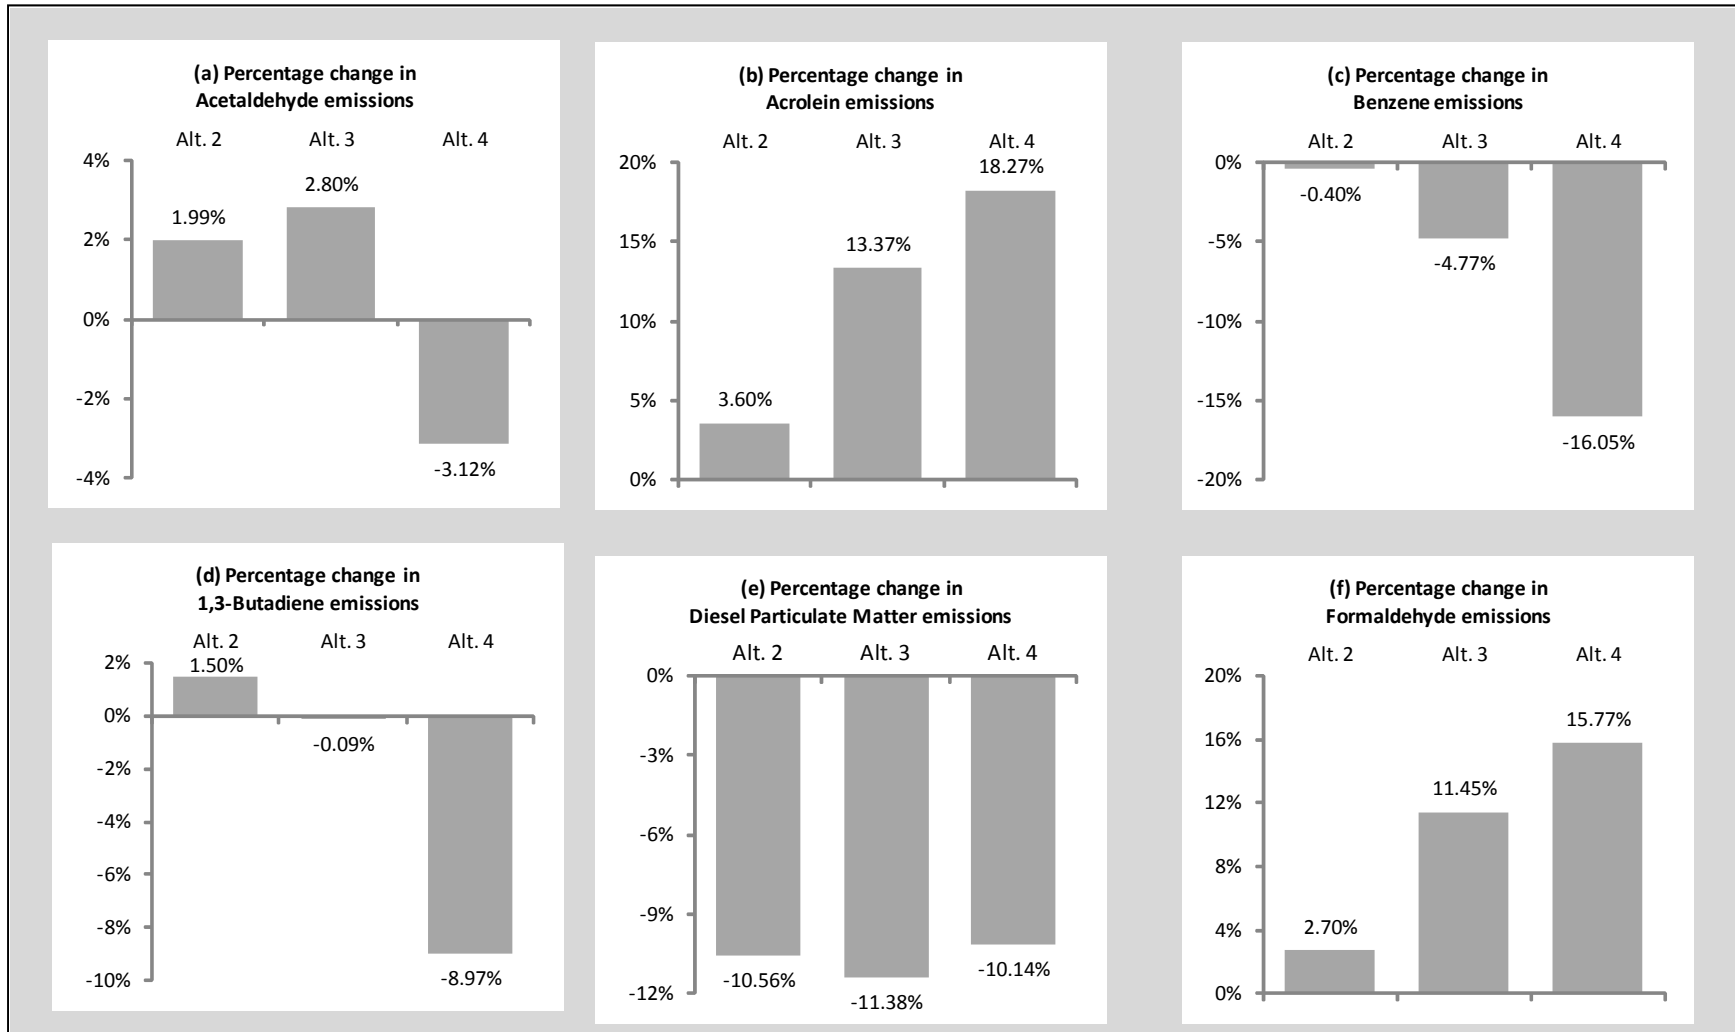 (a) Percentage change in
Acetaldehyde emissions
Alt. 2 Alt. 3 Alt. 4
4%
2.80%
1.99%
2%
0%
-2%
-3.12%
-4%
(b) Percentage change in
Acrolein emissions
Alt. 2 Alt. 3 Alt. 4
20%
18.27%
15%
13.37%
10%
5%
3.60%
0%
(c) Percentage change in
Benzene emissions
Alt. 2 Alt. 3 Alt. 4
0%
-0.40%
-5%
-4.77%
-10%
-15%
-16.05%
-20%
(d) Percentage change in
1,3-Butadiene emissions
Alt. 2 Alt. 3 Alt. 4
2%
1.50%
0%
-0.09%
-2%
-4%
-6%
-8%
-8.97%
-10%
(e) Percentage change in
Diesel Particulate Matter emissions
Alt. 2 Alt. 3 Alt. 4
0%
-3%
-6%
-9%
-10.56%
-11.38%
-10.14%
-12%
(f) Percentage change in
Formaldehyde emissions
Alt. 2 Alt. 3 Alt. 4
20%
16%
15.77%
12%
11.45%
8%
4%
2.70%
0%